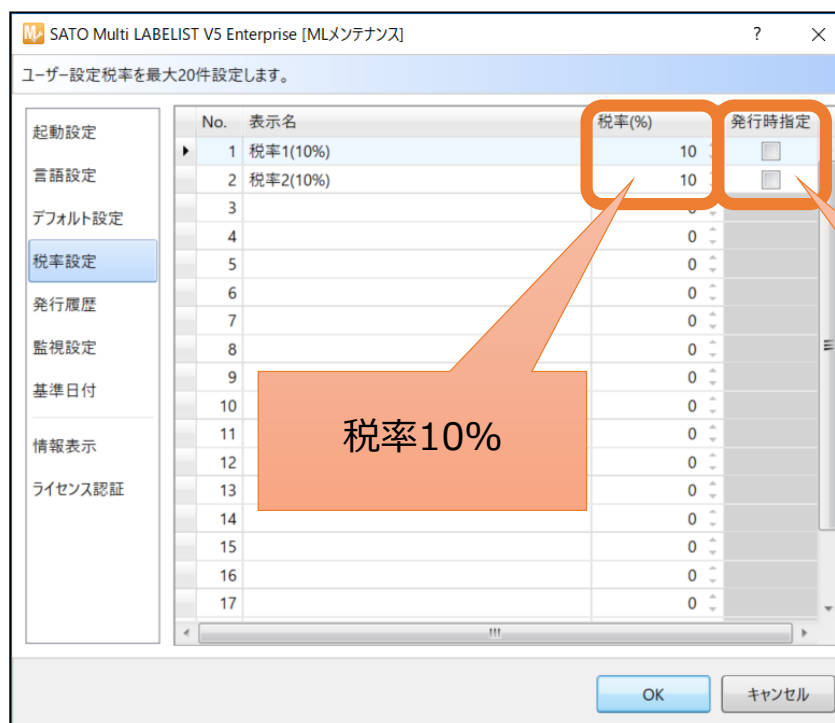 SATO Multi LABELIST V5 Enterprise [MLメンテナンス] ?
ユーザー設定税率を最大20件設定します。
起動設定
言語設定
デフォルト設定
税率設定
発行履歴
監視設定
基準日付
情報表示
ライセンス認証
No. 表示名 税率(%) 発行時指定
1 税率1(10%) 10
2 税率2(10%) 10
3 0
4 0
5 0
6 0
7 0
8 0
9 0
10 0
11 0
12 0
13 0
14 0
15 0
16 0
17 0
税率10%
OK キャンセル